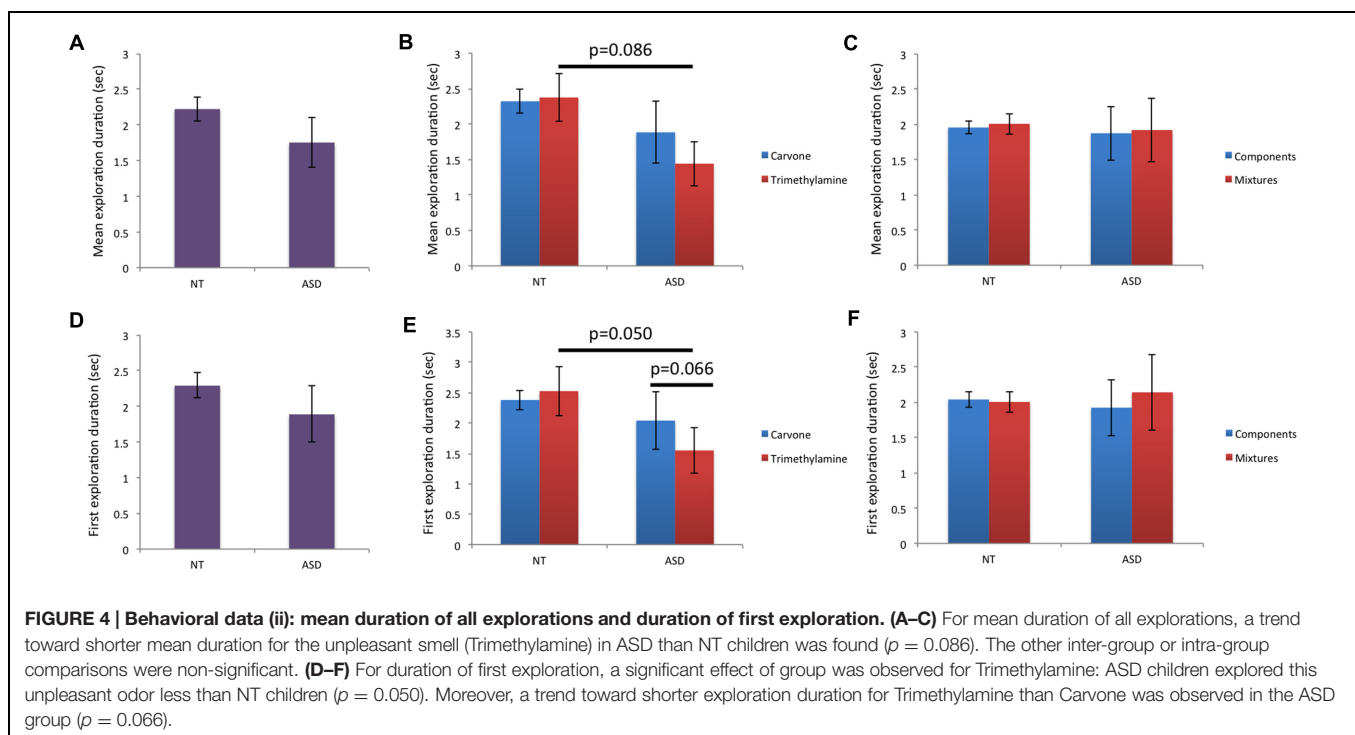 A
3
2.5
2
1.5
1
0.5
0
Mean exploration duration (sec)
NT
ASD
B
p=0.086
3
2.5
2
1.5
1
0.5
0
Mean exploration duration (sec)
NT
ASD
Carvone
Trimethylamine
C
3
2.5
2
1.5
1
0.5
0
Mean exploration duration (sec)
NT
ASD
Components
Mixtures
D
3
2.5
2
1.5
1
0.5
0
First exploration duration (sec)
NT
ASD
E
p=0.050
p=0.066
3.5
3
2.5
2
1.5
1
0.5
0
First exploration duration (sec)
NT
ASD
Carvone
Trimethylamine
F
3
2.5
2
1.5
1
0.5
0
First exploration duration (sec)
NT
ASD
Components
Mixtures
FIGURE 4 | Behavioral data (ii): mean duration of all explorations and duration of first exploration. (A–C) For mean duration of all explorations, a trend
toward shorter mean duration for the unpleasant smell (Trimethylamine) in ASD than NT children was found (p = 0.086). The other inter-group or intra-group
comparisons were non-significant. (D–F) For duration of first exploration, a significant effect of group was observed for Trimethylamine: ASD children explored this
unpleasant odor less than NT children (p = 0.050). Moreover, a trend toward shorter exploration duration for Trimethylamine than Carvone was observed in the ASD
group (p = 0.066).